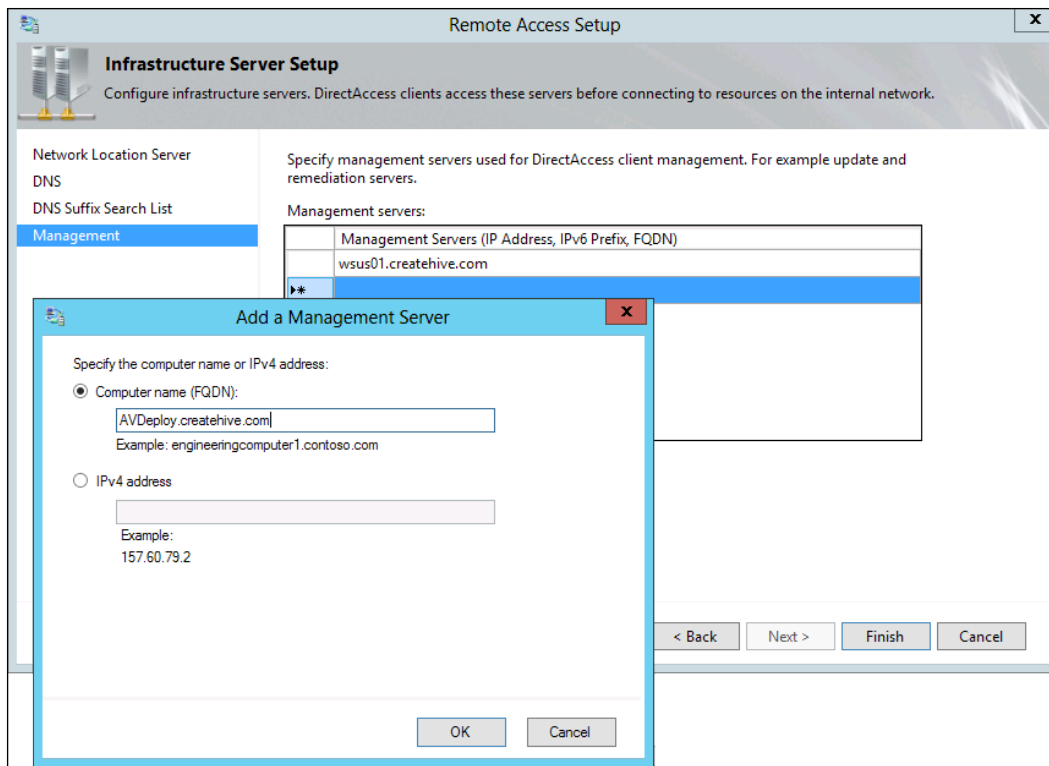 Remote Access Setup
x
Infrastructure Server Setup
Configure infrastructure servers. DirectAccess clients access these servers before connecting to resources on the internal network.
Network Location Server
DNS
DNS Suffix Search List
Management
Specify management servers used for DirectAccess client management. For example update and
remediation servers.
Management servers:
Management Servers (IP Address, IPv6 Prefix, FQDN)
wsus01.createhive.com
Add a Management Server
x
Specify the computer name or IPv4 address:
Computer name (FQDN):
AVDeploy.createhive.com
Example: engineeringcomputer1.contoso.com
IPv4 address
Example:
157.60.79.2
OK
Cancel
< Back
Next >
Finish
Cancel